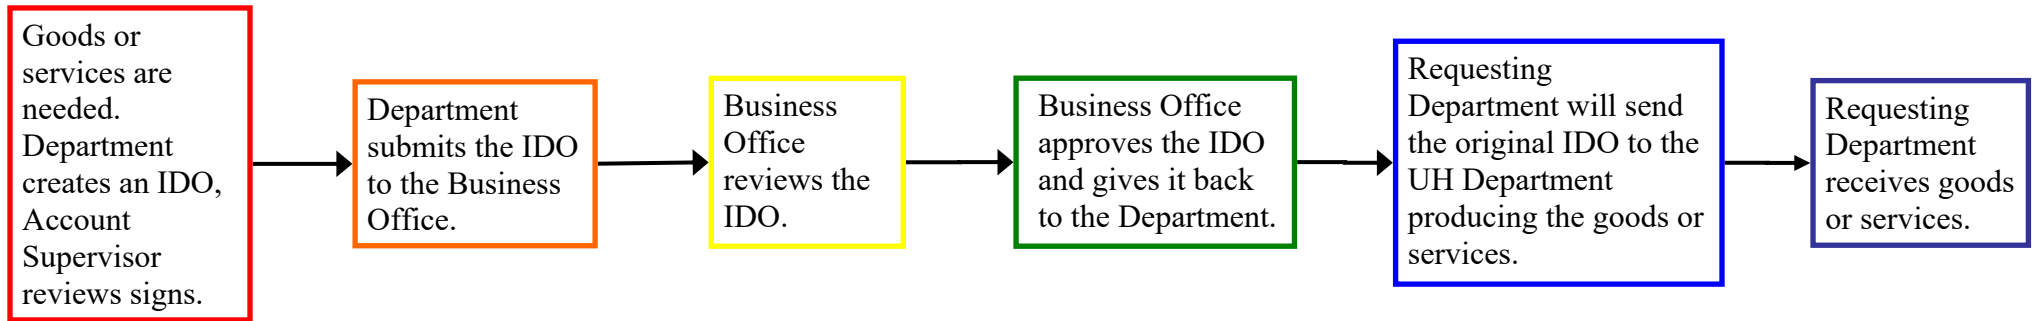 Goods or
services are
needed.
Department
creates an IDO,
Account
Supervisor
reviews signs.
Department
submits the IDO
to the Business
Office.
Business
Office
reviews the
IDO.
Business Office
approves the IDO
and gives it back
to the Department.
Requesting
Department will send
the original IDO to the
UH Department
producing the goods or
services.
Requesting
Department
receives goods
or services.